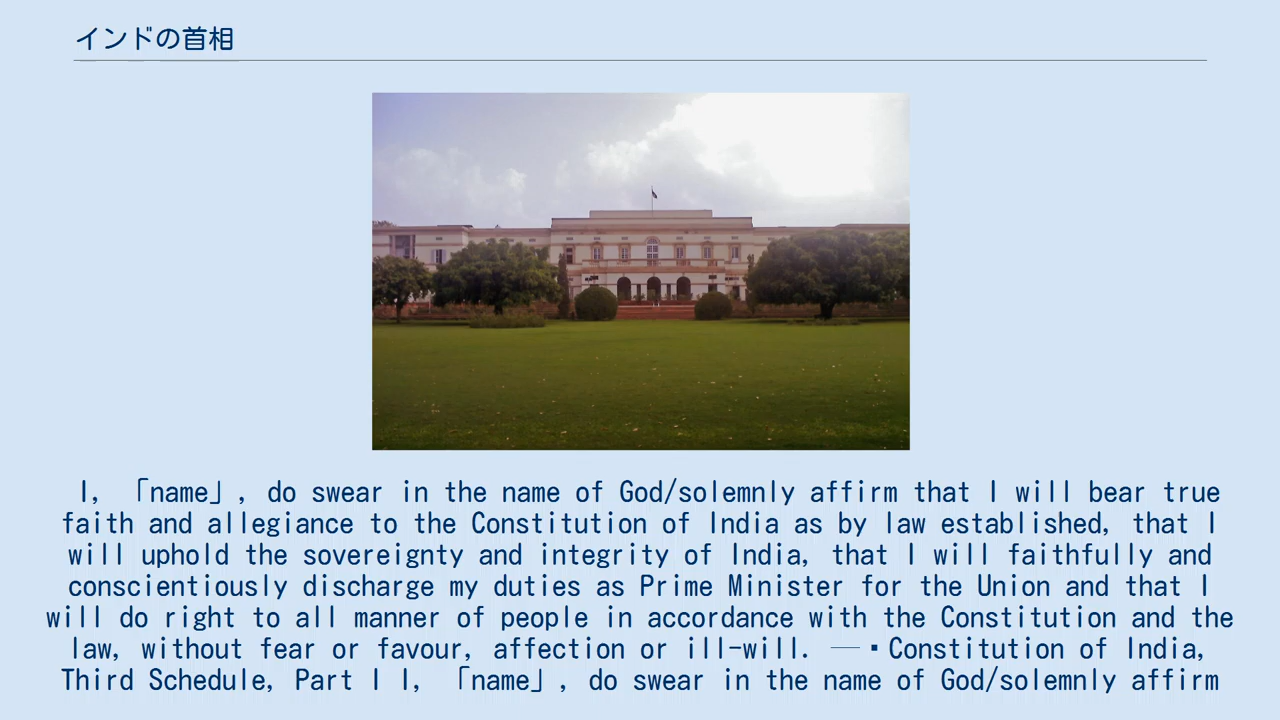 インドの首相
I, 「name」, do swear in the name of God/solemnly affirm that I will bear true
faith and allegiance to the Constitution of India as by law established, that I
will uphold the sovereignty and integrity of India, that I will faithfully and
conscientiously discharge my duties as Prime Minister for the Union and that I
will do right to all manner of people in accordance with the Constitution and the
law, without fear or favour, affection or ill-will. ―▪Constitution of India,
Third Schedule, Part I I, 「name」, do swear in the name of God/solemnly affirm